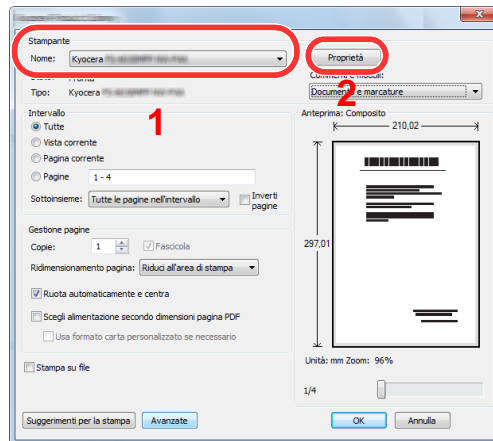 Stampante
Nome: Kyocera
Proprietà
Commenti e moduli:
Tipo: Kyocera
Documento e marcature
1
2
Intervallo
Tutte
Vista corrente
Pagina corrente
Pagine 1 - 4
Sottoinsieme: Tutte le pagine nell'intervallo
Inverti
pagine
Gestione pagine
Copie: 1 Fascicola
Ridimensionamento pagina: Riduci all'area di stampa
Ruota automaticamente e centra
Scegli alimentazione secondo dimensioni pagina PDF
Usa formato carta personalizzato se necessario
Stampa su file
Suggerimenti per la stampa Avanzate
Anteprima: Composito
210,02
297,01
Unità: mm Zoom: 96%
1/4
OK Annulla